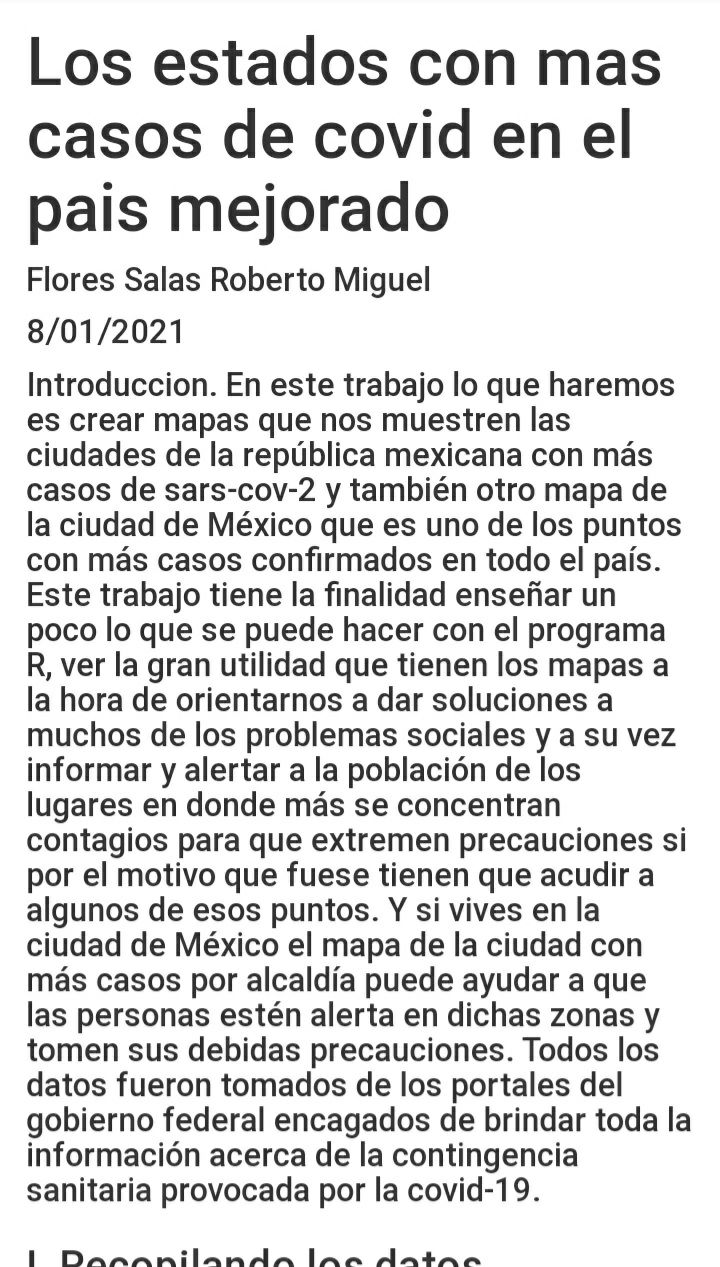 Los estados con mas
casos de covid en el
pais mejorado
Flores Salas Roberto Miguel
8/01/2021
Introduccion. En este trabajo lo que haremos
es crear mapas que nos muestren las
ciudades de la república mexicana con más
casos de sars-cov-2 y también otro mapa de
la ciudad de México que es uno de los puntos
con más casos confirmados en todo el país.
Este trabajo tiene la finalidad enseñar un
poco lo que se puede hacer con el programa
R, ver la gran utilidad que tienen los mapas a
la hora de orientarnos a dar soluciones a
muchos de los problemas sociales y a su vez
informar y alertar a la población de los
lugares en donde más se concentran
contagios para que extremen precauciones si
por el motivo que fuese tienen que acudir a
algunos de esos puntos. Y si vives en la
ciudad de México el mapa de la ciudad con
más casos por alcaldía puede ayudar a que
las personas estén alerta en dichas zonas y
tomen sus debidas precauciones. Todos los
datos fueron tomados de los portales del
gobierno federal encagados de brindar toda la
información acerca de la contingencia
sanitaria provocada por la covid-19.
I. Recopilando los datos